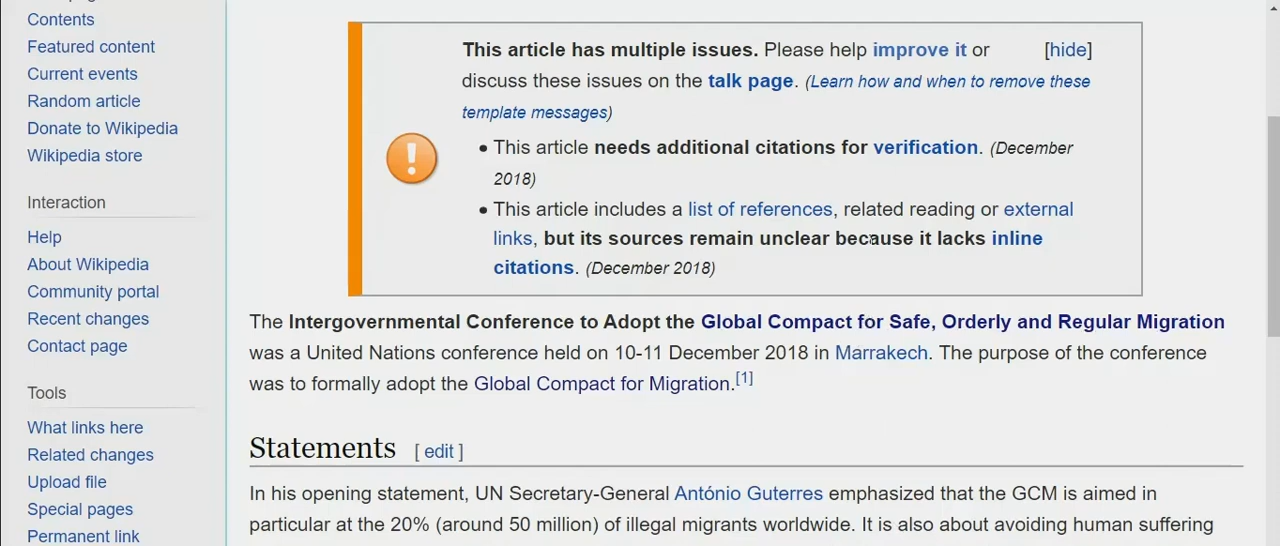 Contents
Featured content
Current events
Random article
Donate to Wikipedia
Wikipedia store
Interaction
Help
About Wikipedia
Community portal
Recent changes
Contact page
Tools
What links here
Related changes
Upload file
Special pages
Permanent link
This article has multiple issues. Please help improve it or [hide]
discuss these issues on the talk page. (Learn how and when to remove these
template messages)
• This article needs additional citations for verification. (December
2018)
• This article includes a list of references, related reading or external
links, but its sources remain unclear because it lacks inline
citations. (December 2018)
The Intergovernmental Conference to Adopt the Global Compact for Safe, Orderly and Regular Migration
was a United Nations conference held on 10-11 December 2018 in Marrakech. The purpose of the conference
was to formally adopt the Global Compact for Migration.[1]
Statements [ edit ]
In his opening statement, UN Secretary-General António Guterres emphasized that the GCM is aimed in
particular at the 20% (around 50 million) of illegal migrants worldwide. It is also about avoiding human suffering